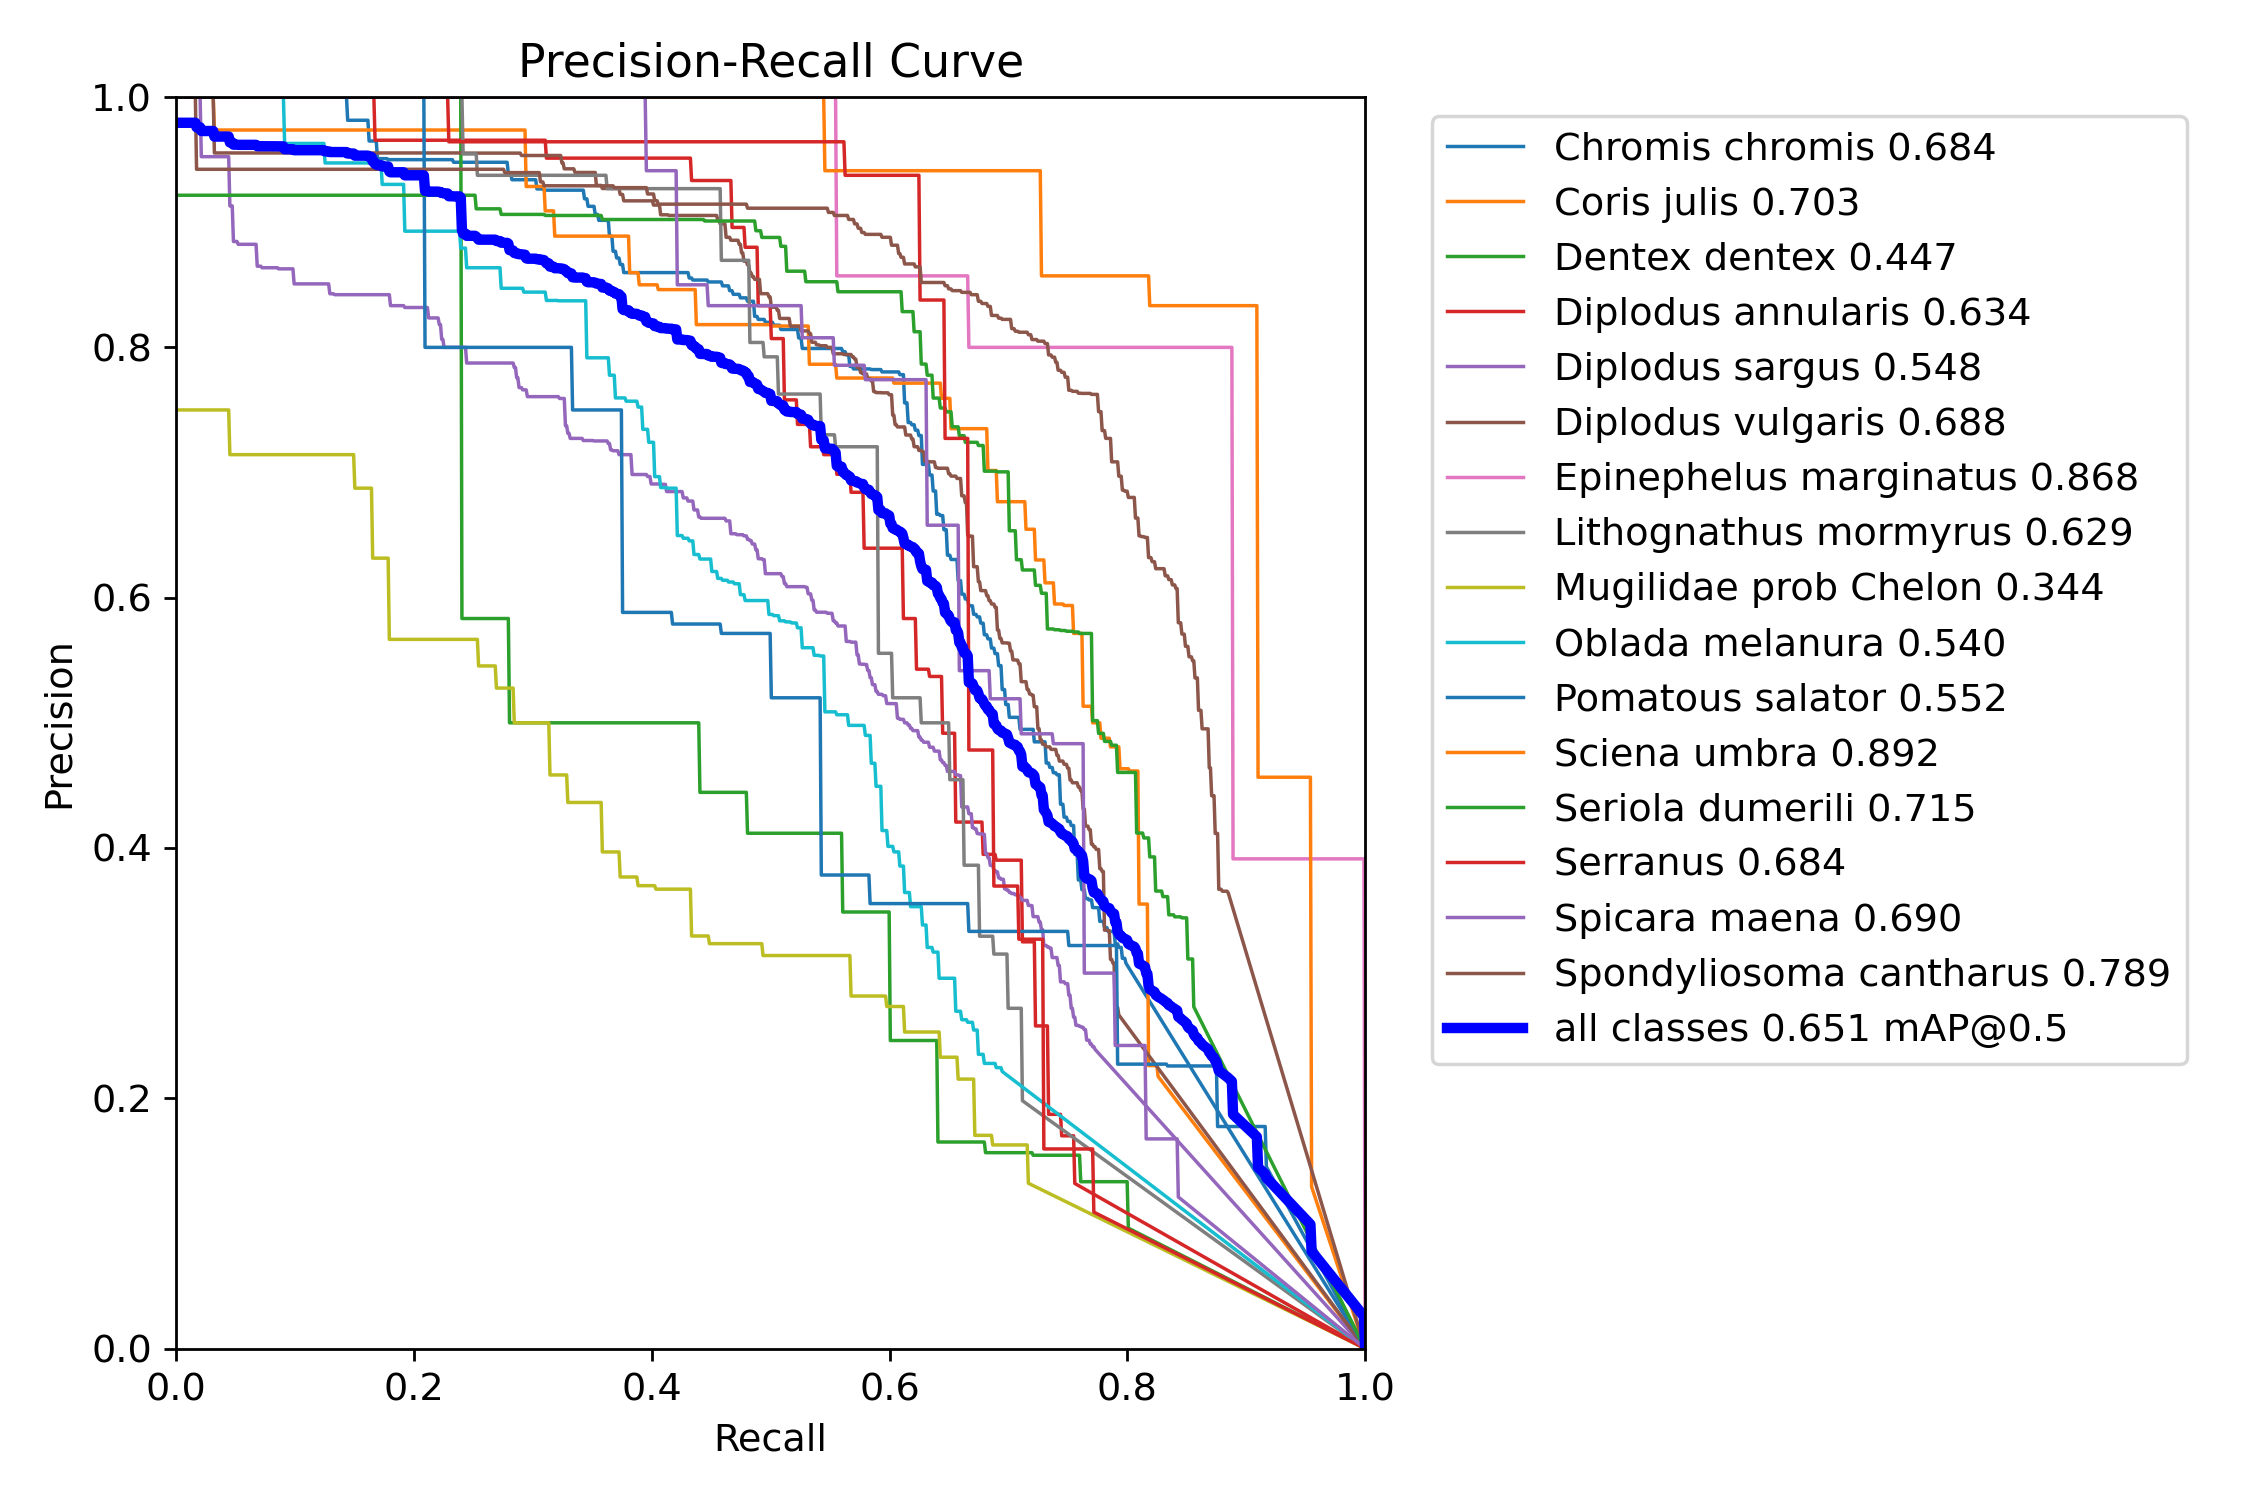 Precision-Recall Curve
1.0
0.8
0.6
0.4
0.2
0.0
Precision
0.0 0.2 0.4 0.6 0.8 1.0
Recall
Chromis chromis 0.684
Coris julis 0.703
Dentex dentex 0.447
Diplodus annularis 0.634
Diplodus sargus 0.548
Diplodus vulgaris 0.688
Epinephelus marginatus 0.868
Lithognathus mormyrus 0.629
Mugilidae prob Chelon 0.344
Oblada melanura 0.540
Pomatous salator 0.552
Sciena umbra 0.892
Seriola dumerili 0.715
Serranus 0.684
Spicara maena 0.690
Spondyliosoma cantharus 0.789
all classes 0.651 mAP@0.5